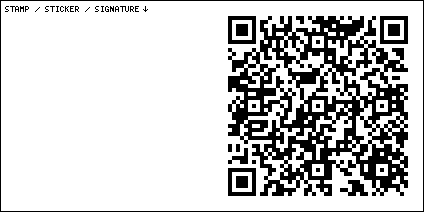 STAMP / STICKER / SIGNATURE ↓